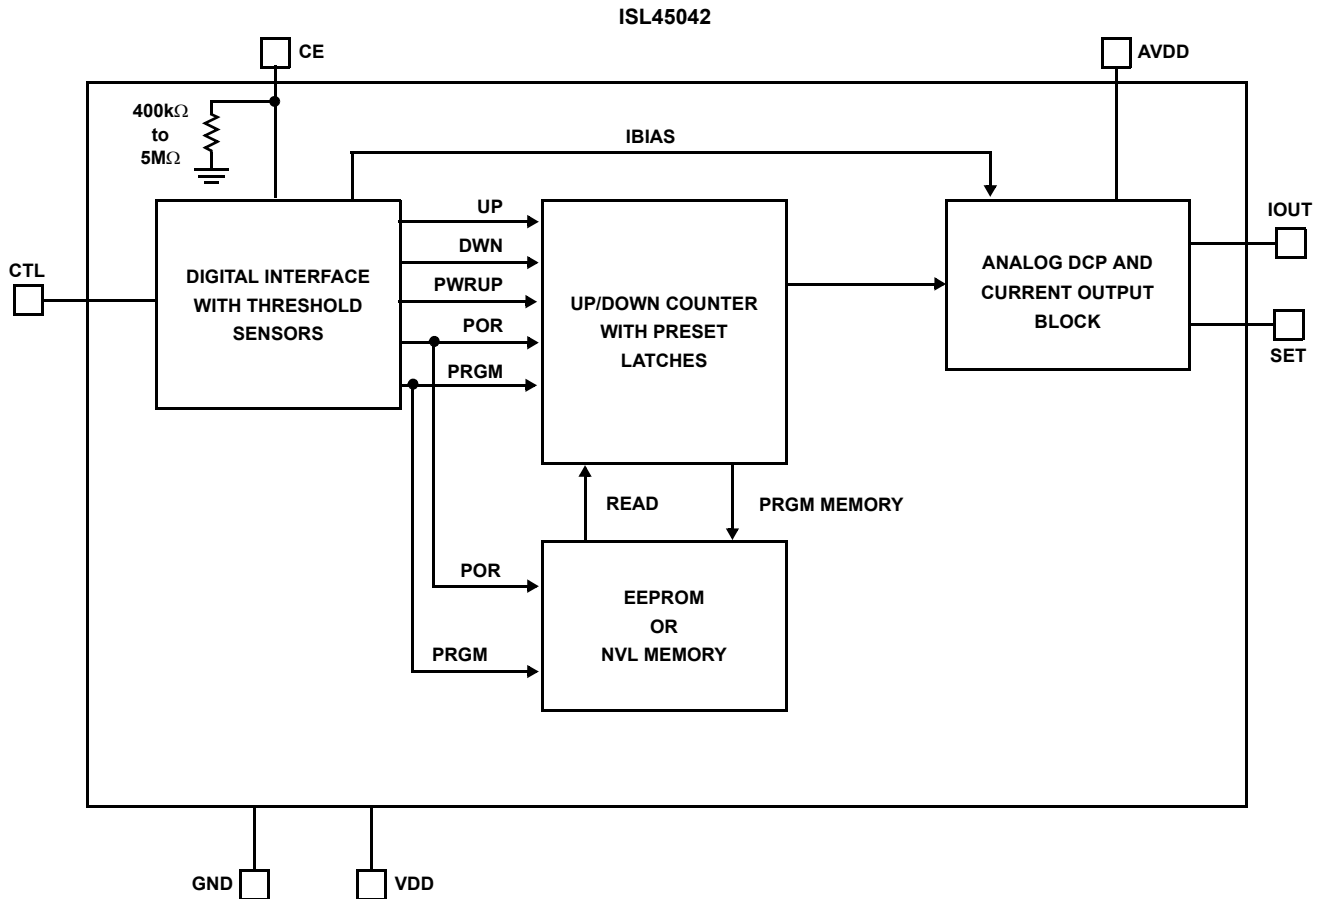 ISL45042
CE
AVDD
400kΩ
to
5MΩ
IBIAS
CTL
DIGITAL INTERFACE
WITH THRESHOLD
SENSORS
UP
DWN
PWRUP
POR
PRGM
UP/DOWN COUNTER
WITH PRESET
LATCHES
ANALOG DCP AND
CURRENT OUTPUT
BLOCK
IOUT
SET
READ
PRGM MEMORY
POR
PRGM
EEPROM
OR
NVL MEMORY
GND
VDD